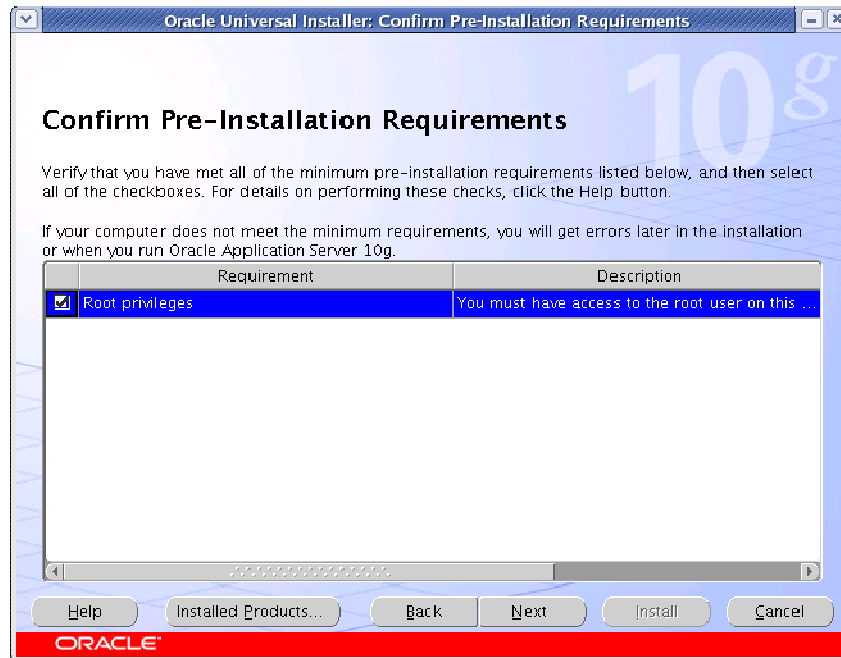 Oracle Universal Installer: Confirm Pre-Installation Requirements
10g
Confirm Pre-Installation Requirements
Verify that you have met all of the minimum pre-installation requirements listed below, and then select
all of the checkboxes. For details on performing these checks, click the Help button.
If your computer does not meet the minimum requirements, you will get errors later in the installation
or when you run Oracle Application Server 10g.
Requirement Description
Root privileges You must have access to the root user on this ...
Help Installed Products... Back Next Install Cancel
ORACLE